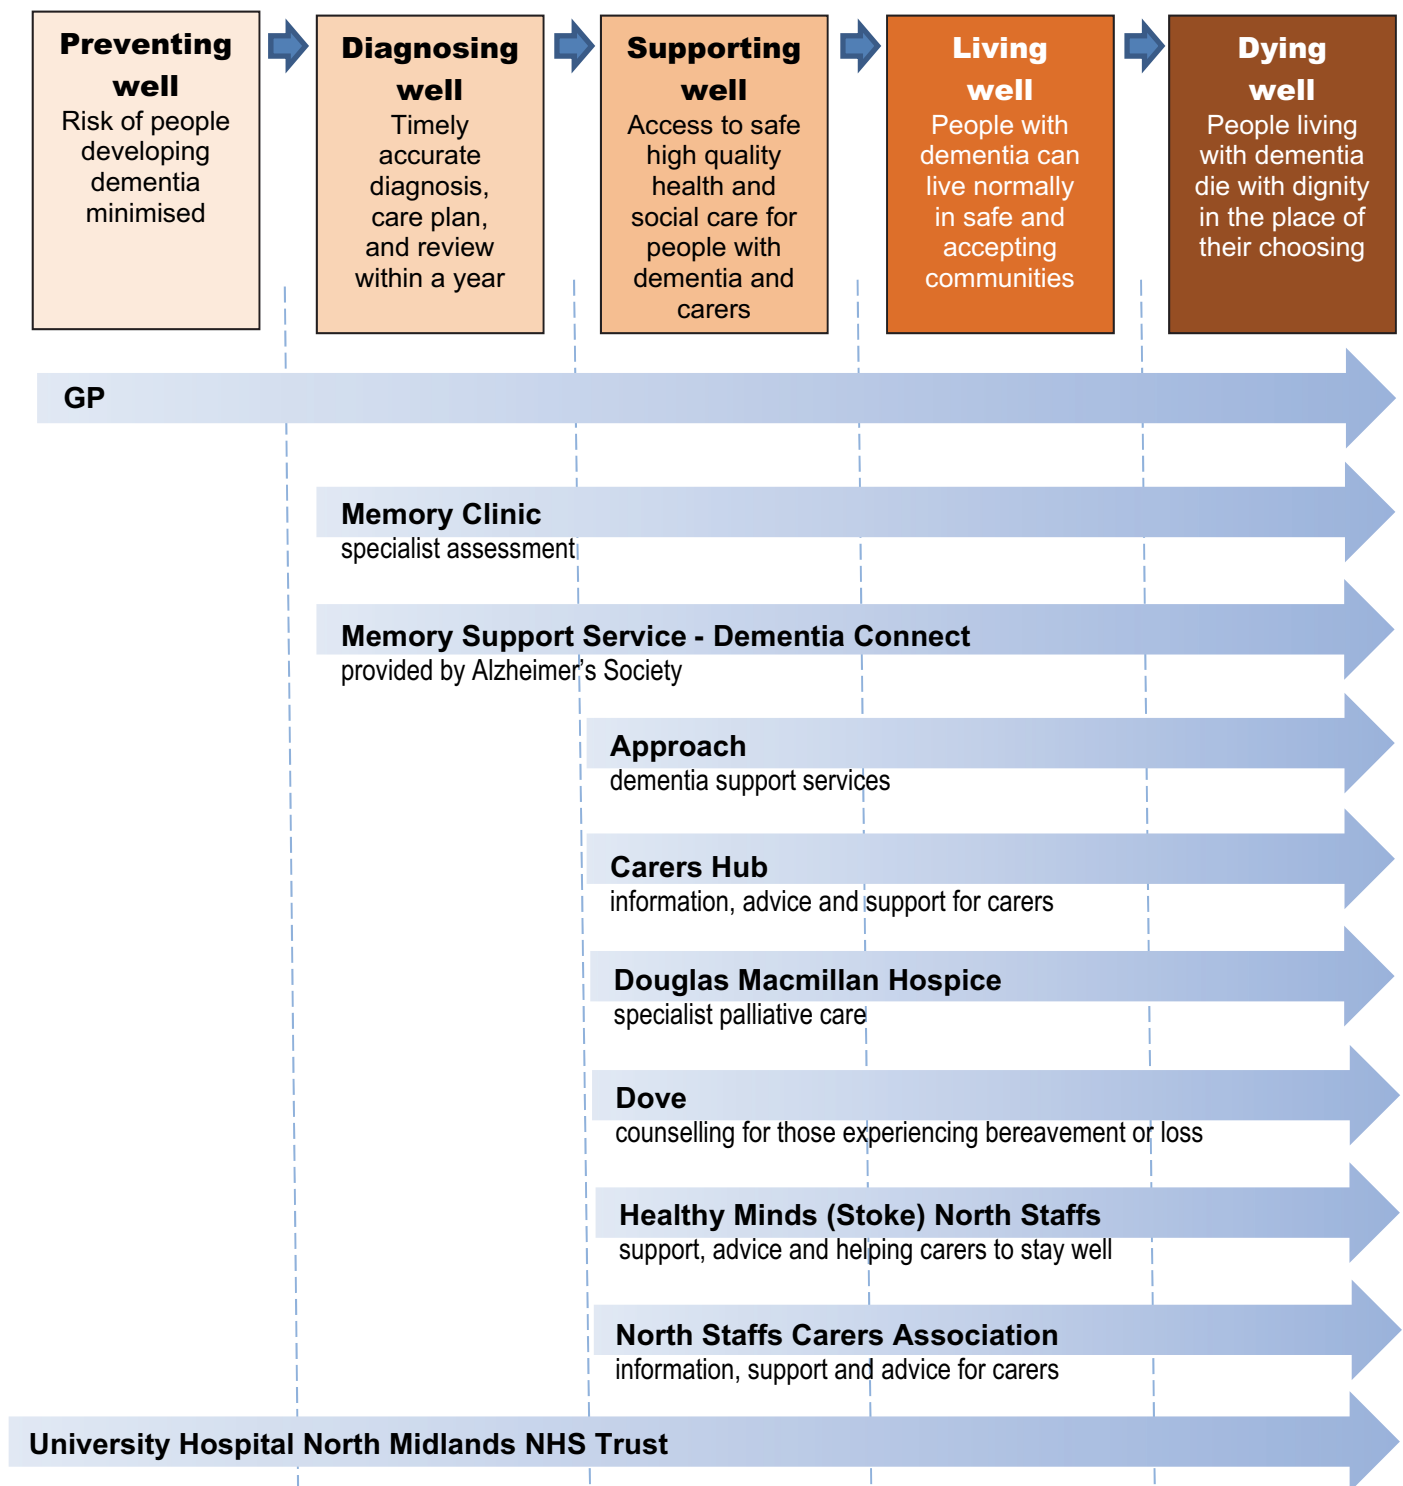 Preventing
well
Risk of people
developing
dementia
minimised
Diagnosing
well
Timely
accurate
diagnosis,
care plan,
and review
within a year
Supporting
well
Access to safe
high quality
health and
social care for
people with
dementia and
carers
Living
well
People with
dementia can
live normally
in safe and
accepting
communities
Dying
well
People living
with dementia
die with dignity
in the place of
their choosing
GP
Memory Clinic
specialist assessment
Memory Support Service - Dementia Connect
provided by Alzheimer’s Society
Approach
dementia support services
Carers Hub
information, advice and support for carers
Douglas Macmillan Hospice
specialist palliative care
Dove
counselling for those experiencing bereavement or loss
Healthy Minds (Stoke) North Staffs
support, advice and helping carers to stay well
North Staffs Carers Association
information, support and advice for carers
University Hospital North Midlands NHS Trust